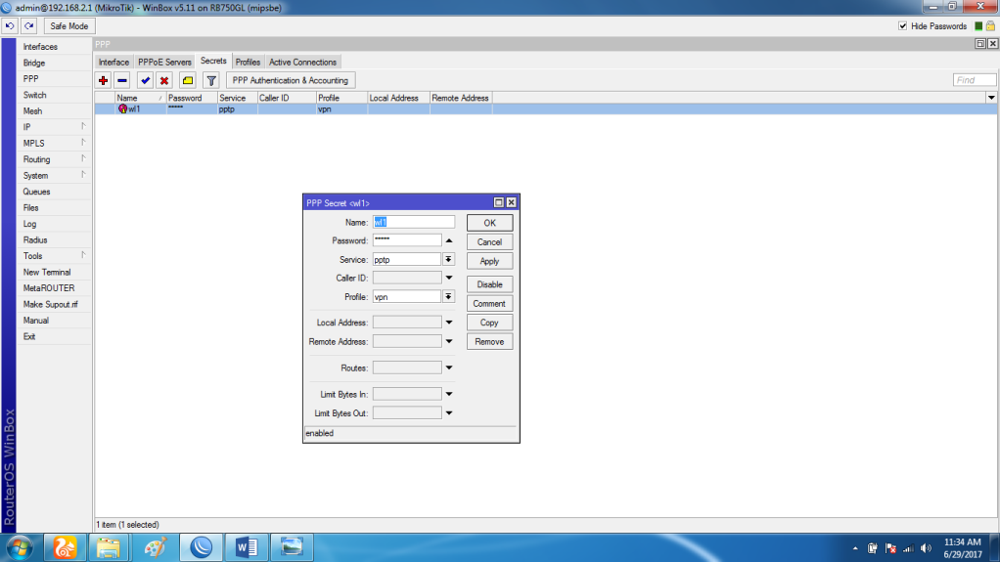 admin@192.168.2.1 (MikroTik) - WinBox v5.11 on RB750GL (mipsbe)
Safe Mode
Hide Passwords
Interfaces
Bridge
PPP
Switch
Mesh
IP
MPLS
Routing
System
Queues
Files
Log
Radius
Tools
New Terminal
MetaROUTER
Make Supout.rif
Manual
Exit
RouterOS WinBox
PPP
Interface PPPoE Servers Secrets Profiles Active Connections
PPP Authentication & Accounting
Find
Name / Password Service Caller ID Profile Local Address Remote Address
wl1 ***** pptp vpn
PPP Secret <wl1>
Name: wl1 OK
Password: ***** Cancel
Service: pptp Apply
Caller ID: Disable
Profile: vpn Comment
Local Address: Copy
Remote Address: Remove
Routes:
Limit Bytes In:
Limit Bytes Out:
enabled
1 item (1 selected)
11:34 AM
6/29/2017